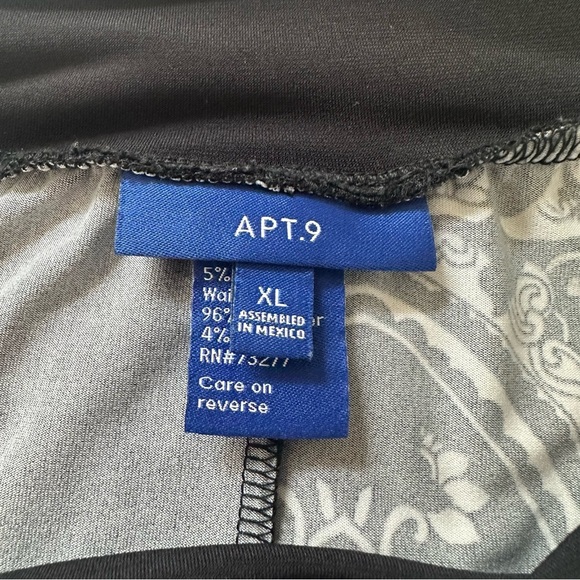 APT.9
5%
XL
ASSEMBLED
IN MEXICO
96%
4%
Care on
reverse